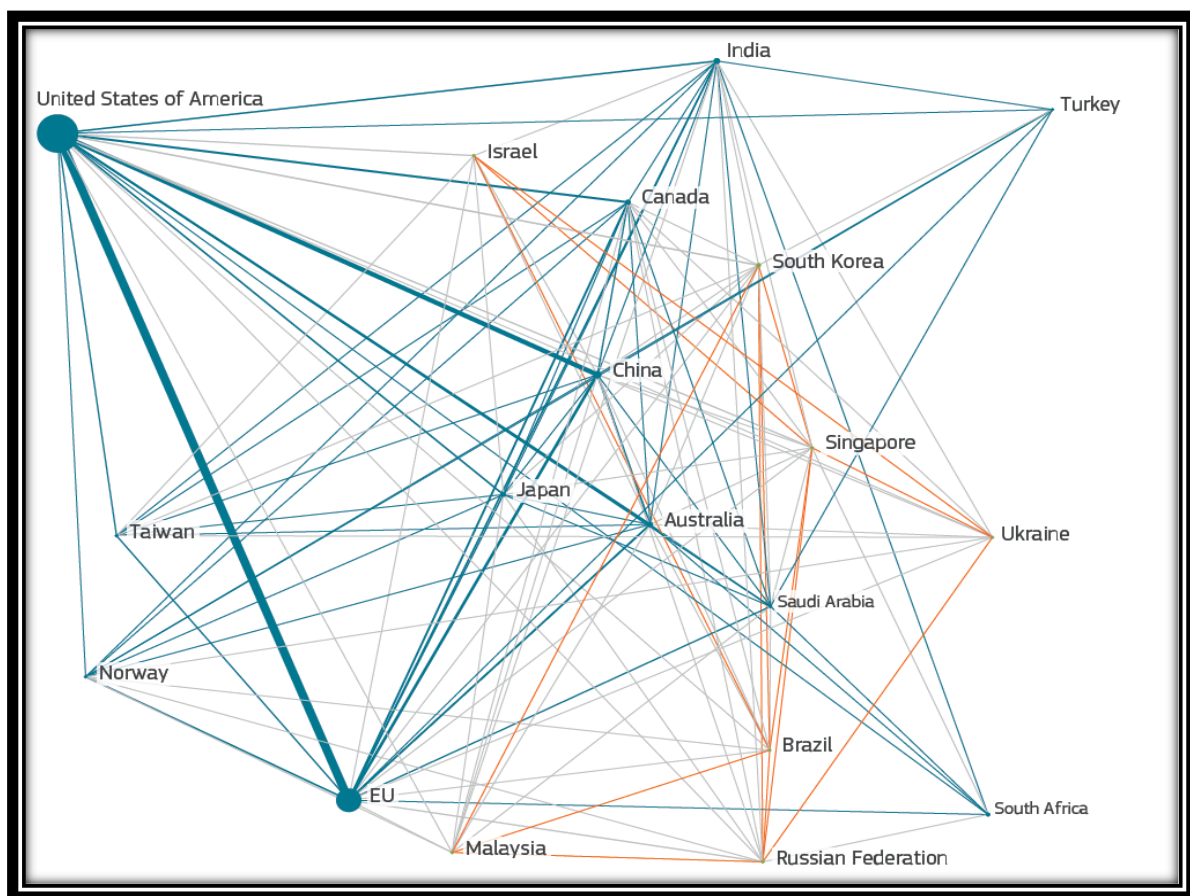 India
United States of America
Turkey
Israel
Canada
South Korea
China
Singapore
Japan
Australia
Taiwan
Ukraine
Saudi Arabia
Norway
Brazil
EU
South Africa
Malaysia
Russian Federation